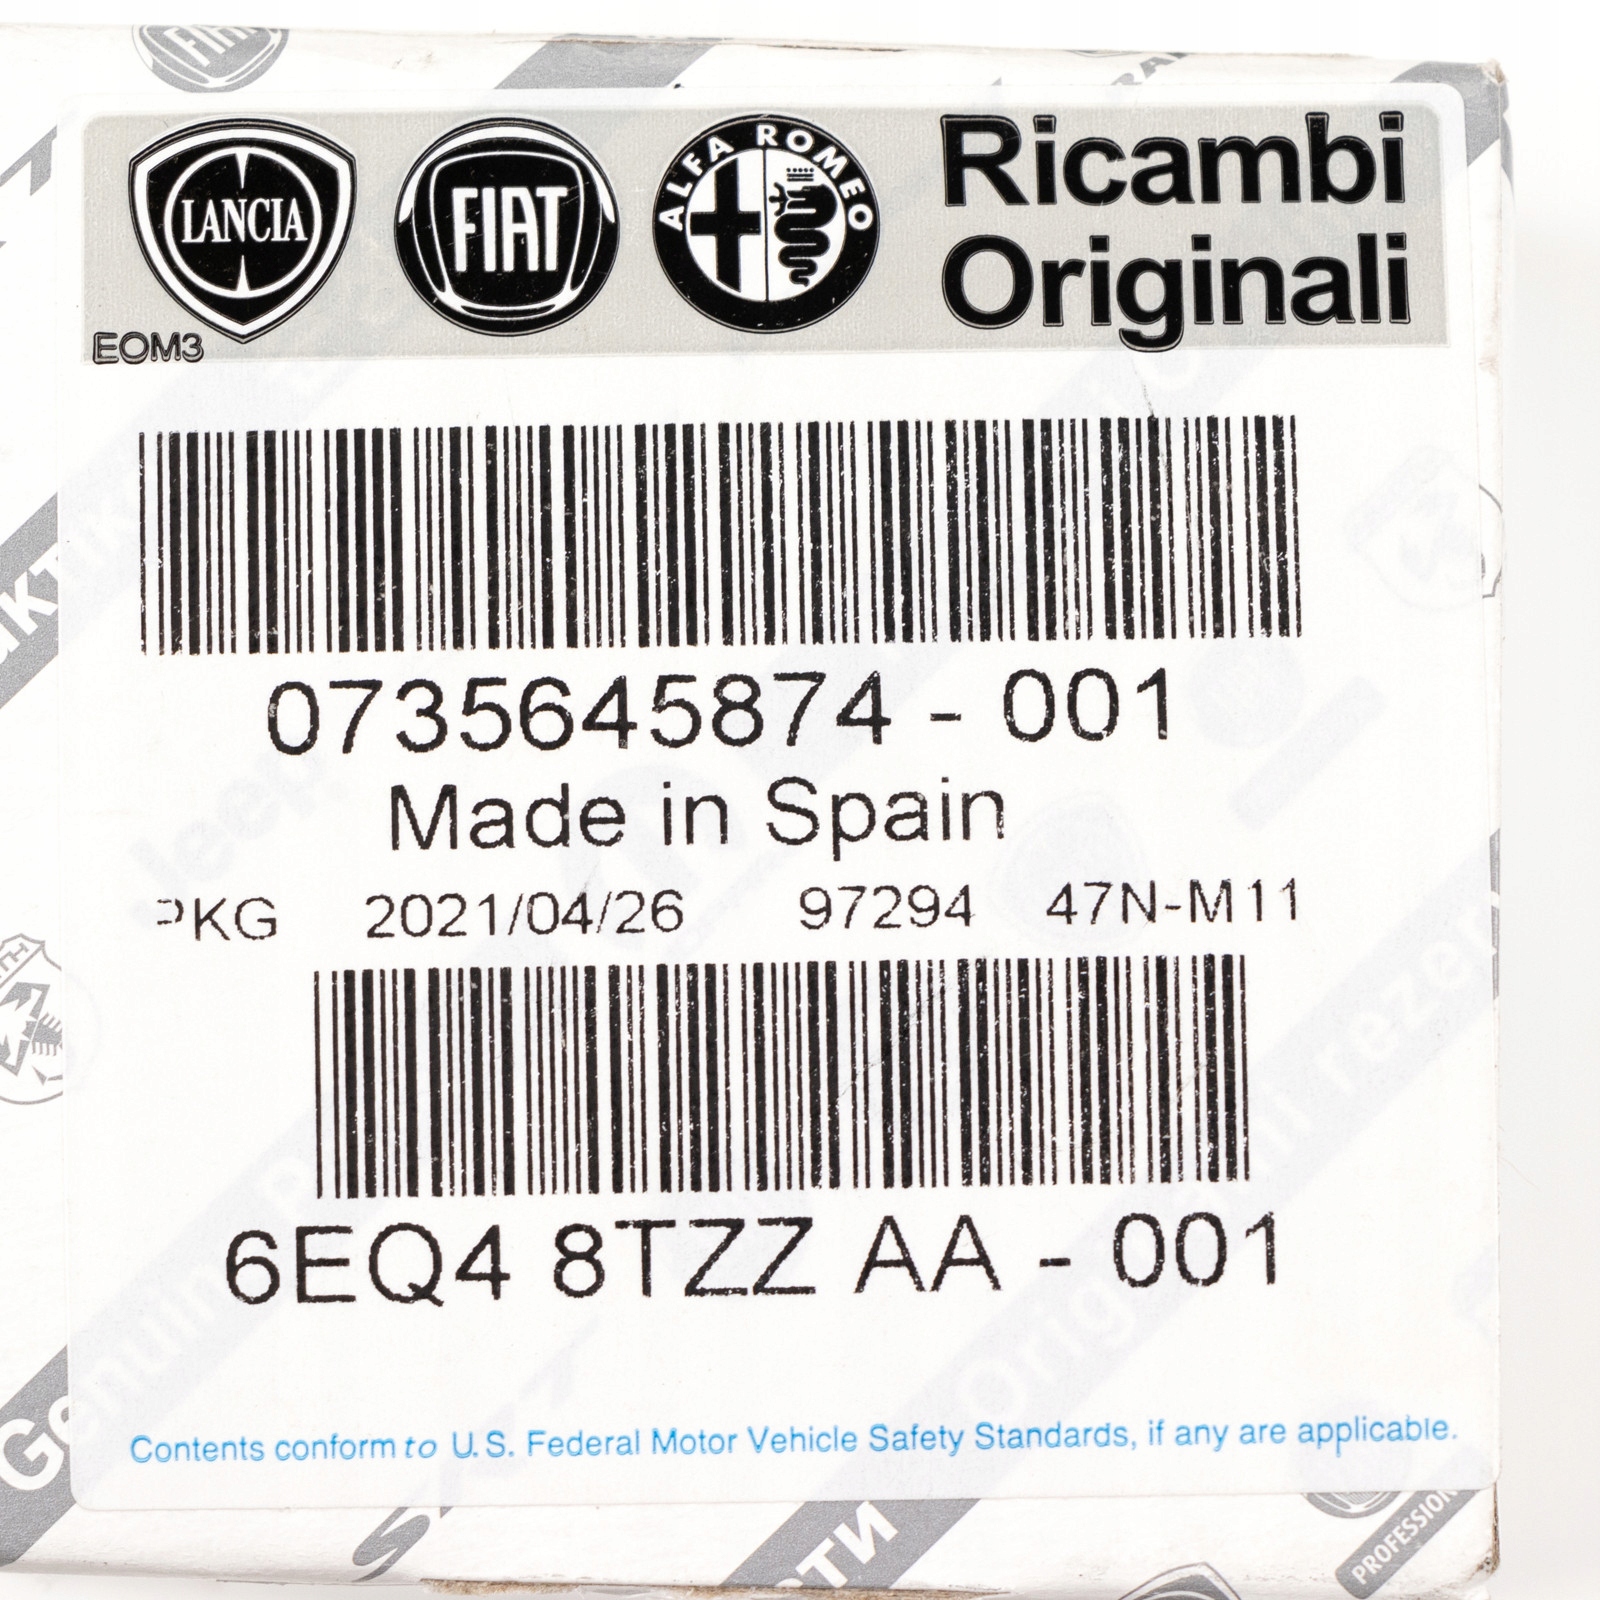 LANCIA
FIAT
ALFA ROMEO
Ricambi
Originali
EOM3
0735645874 - 001
Made in Spain
PKG 2021/04/26 97294 47N-M11
6EQ4 8TZZ AA - 001
Contents conform to U.S. Federal Motor Vehicle Safety Standards, if any are applicable.
PROFESSION